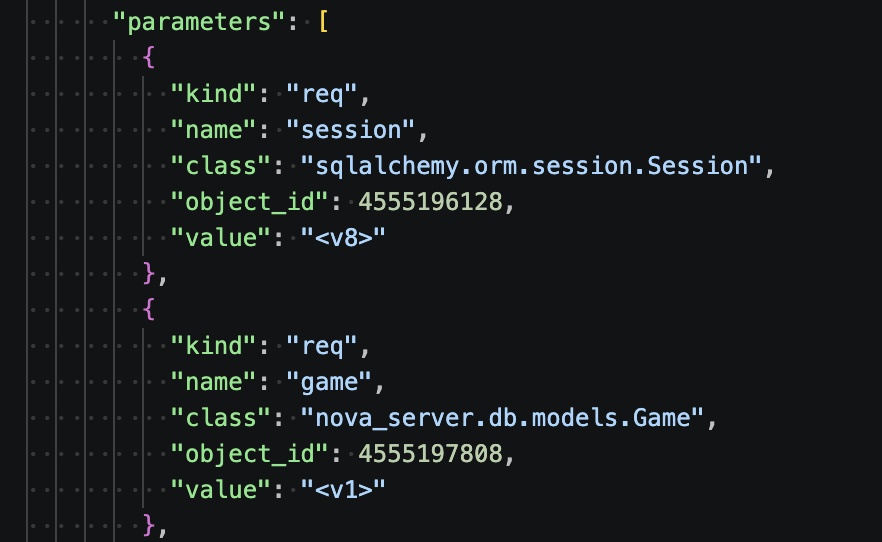 "parameters": [
{
"kind": "req",
"name": "session",
"class": "sqlalchemy.orm.session.Session",
"object_id": 4555196128,
"value": "<v8>"
},
{
"kind": "req",
"name": "game",
"class": "nova_server.db.models.Game",
"object_id": 4555197808,
"value": "<v1>"
},